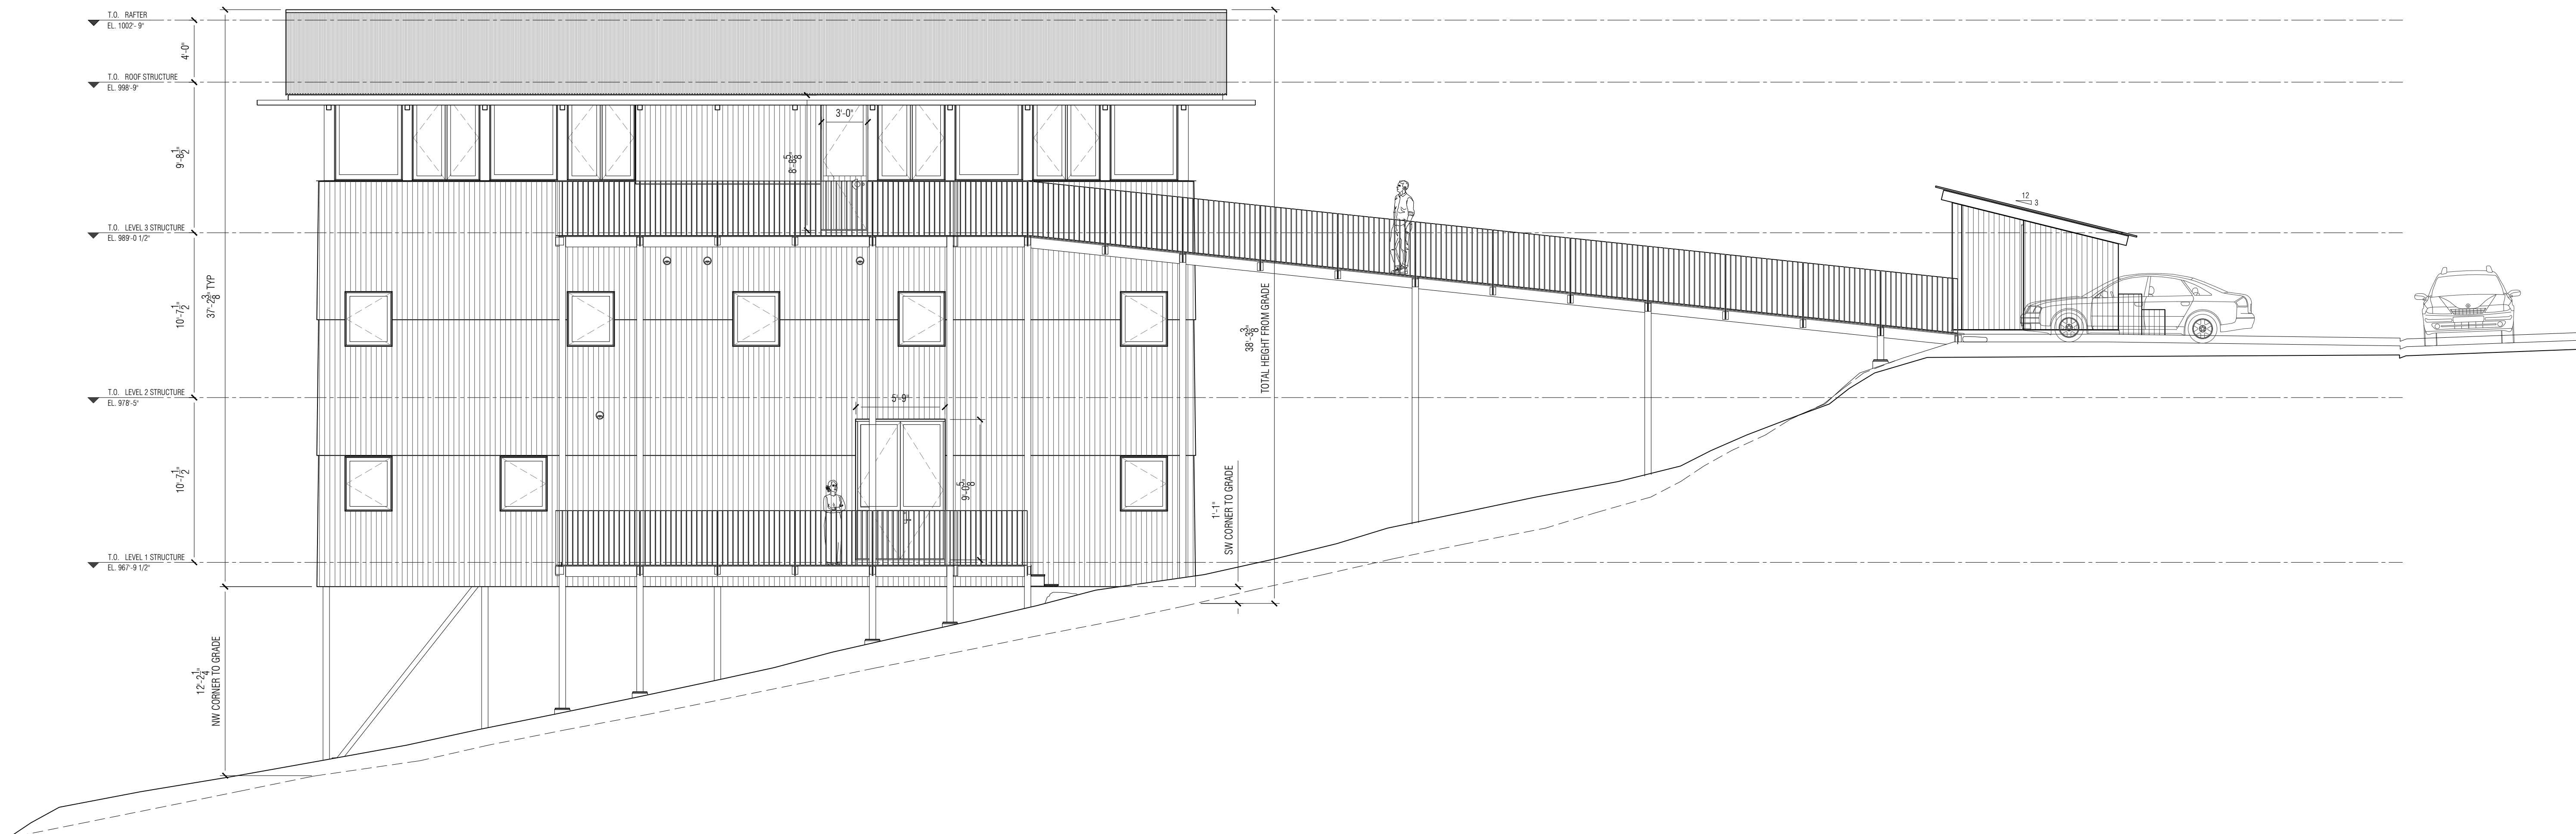 T.O. RAFTER
EL. 1002'- 9"
4'-0"
T.O. ROOF STRUCTURE
EL. 998'-9"
9'-8 1/2"
3'-0"
8'-8 5/8"
12
3
T.O. LEVEL 3 STRUCTURE
EL. 989'-0 1/2"
37'-2 3/8" TYP
10'-7 1/2"
38'-3 3/8"
TOTAL HEIGHT FROM GRADE
T.O. LEVEL 2 STRUCTURE
EL. 978'-5"
5'-9"
10'-7 1/2"
9'-0 5/8"
1'-1"
SW CORNER TO GRADE
T.O. LEVEL 1 STRUCTURE
EL. 967'-9 1/2"
12'-2 1/4"
NW CORNER TO GRADE